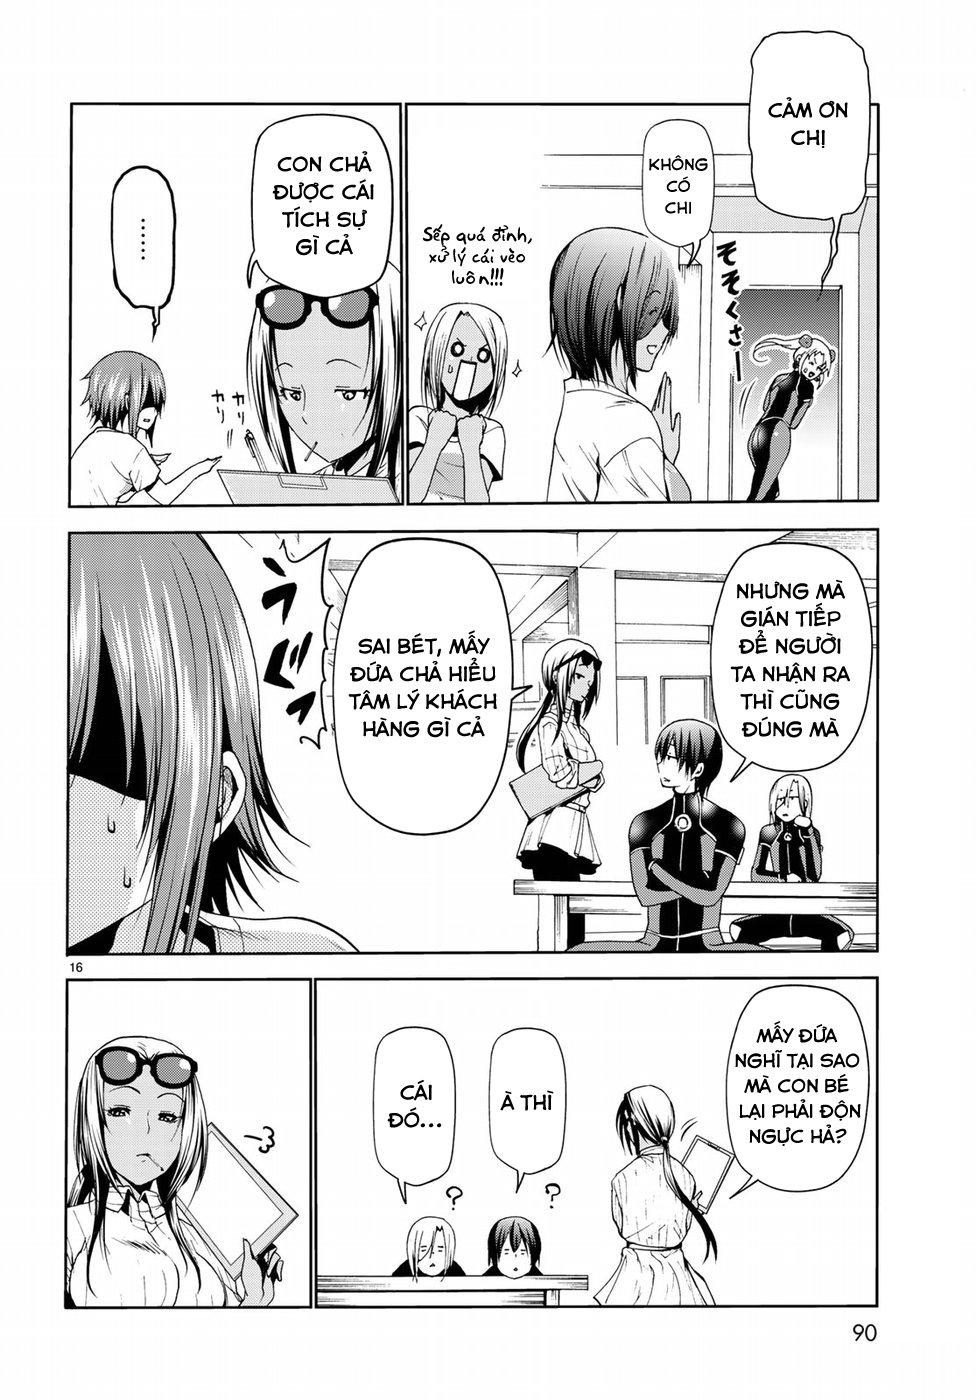 CẢM ƠN
CHỊ
KHÔNG
CÓ
CHI
そそくさー
Sếp quá đỉnh,
xử lý cái vèo
luôn!!!
CON CHẢ
ĐƯỢC CÁI
TÍCH SỰ
GÌ CẢ
カリ
カリ
......
NHƯNG MÀ
GIÁN TIẾP
ĐỂ NGƯỜI
TA NHẬN RA
THÌ CŨNG
ĐÚNG MÀ
SAI BÉT, MẤY
ĐỨA CHẢ HIỂU
TÂM LÝ KHÁCH
HÀNG GÌ CẢ
16
MẤY ĐỨA
NGHĨ TẠI SAO
MÀ CON BÉ
LẠI PHẢI ĐỘN
NGỰC HẢ?
À THÌ
?
CÁI
ĐÓ...
?
90